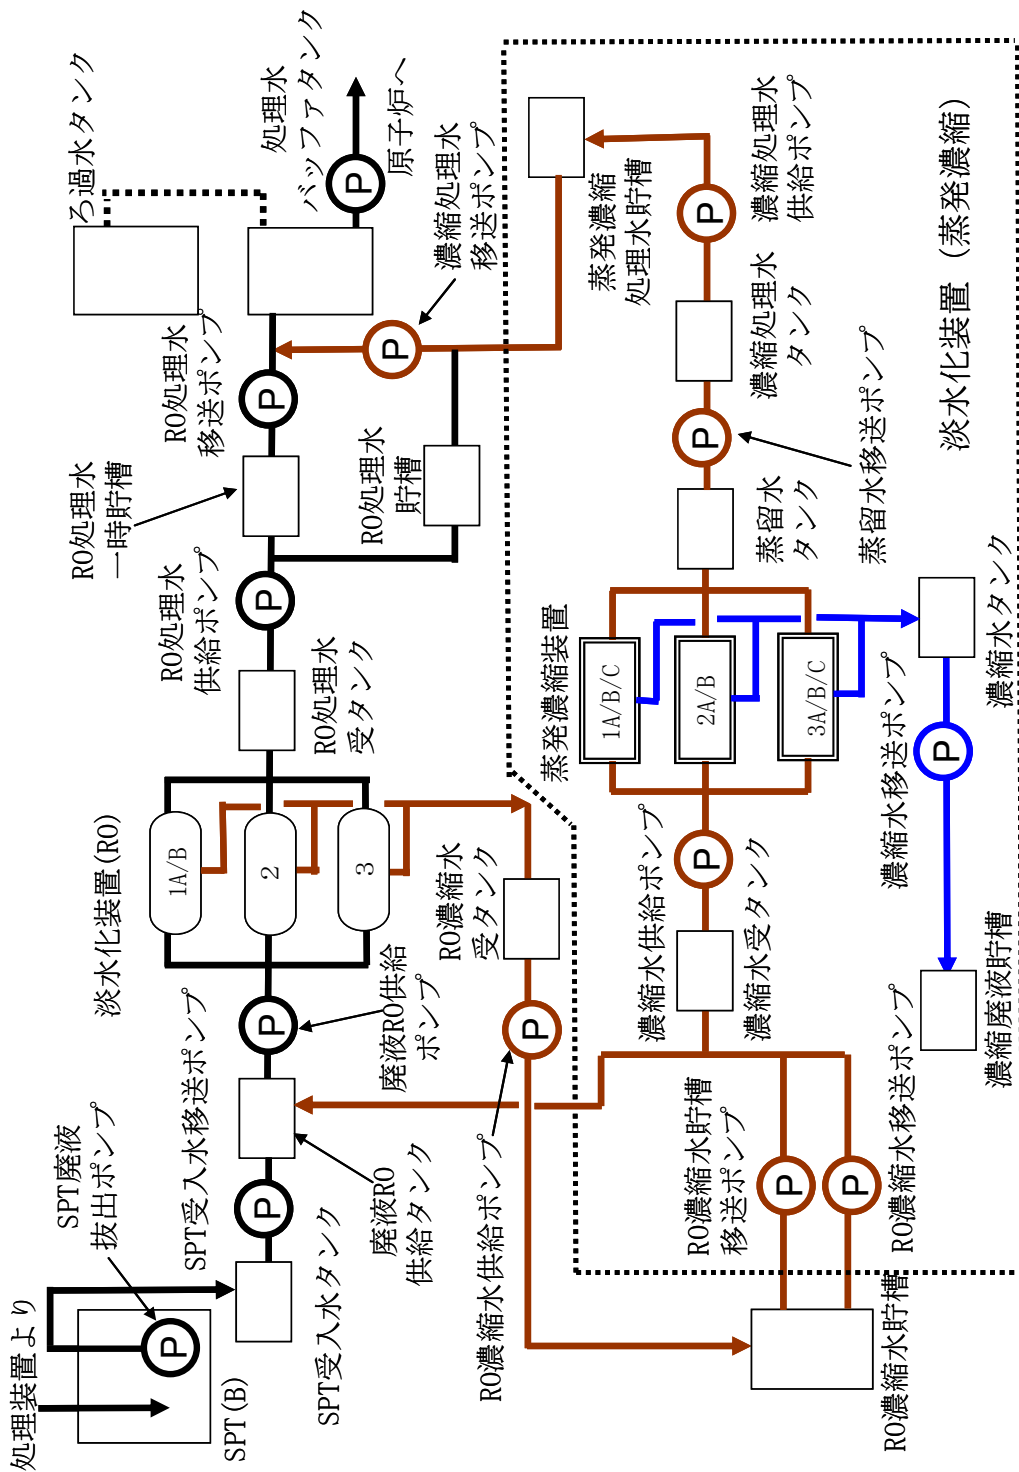 処理装置より
SPT(B)
SPT廃液
抜出ポンプ
P
SPT受入水タンク
P
SPT受入水移送ポンプ
廃液RO
供給タンク
P
廃液RO供給
ポンプ
淡水化装置(RO)
1A/B
2
3
RO処理水
受タンク
P
RO処理水
供給ポンプ
RO処理水
一時貯槽
RO処理水
貯槽
P
RO処理水
移送ポンプ
ろ過水タンク
処理水
バッファタンク
P
原子炉へ
P
濃縮処理水
移送ポンプ
RO濃縮水
受タンク
P
RO濃縮水供給ポンプ
RO濃縮水貯槽
P
RO濃縮水貯槽
移送ポンプ
P
RO濃縮水移送ポンプ
濃縮水受タンク
P
濃縮水供給ポンプ
蒸発濃縮装置
1A/B/C
2A/B
3A/B/C
蒸留水
タンク
P
蒸留水移送ポンプ
濃縮処理水
タンク
P
濃縮処理水
供給ポンプ
蒸発濃縮
処理水貯槽
濃縮水タンク
P
濃縮水移送ポンプ
濃縮廃液貯槽
淡水化装置(蒸発濃縮)